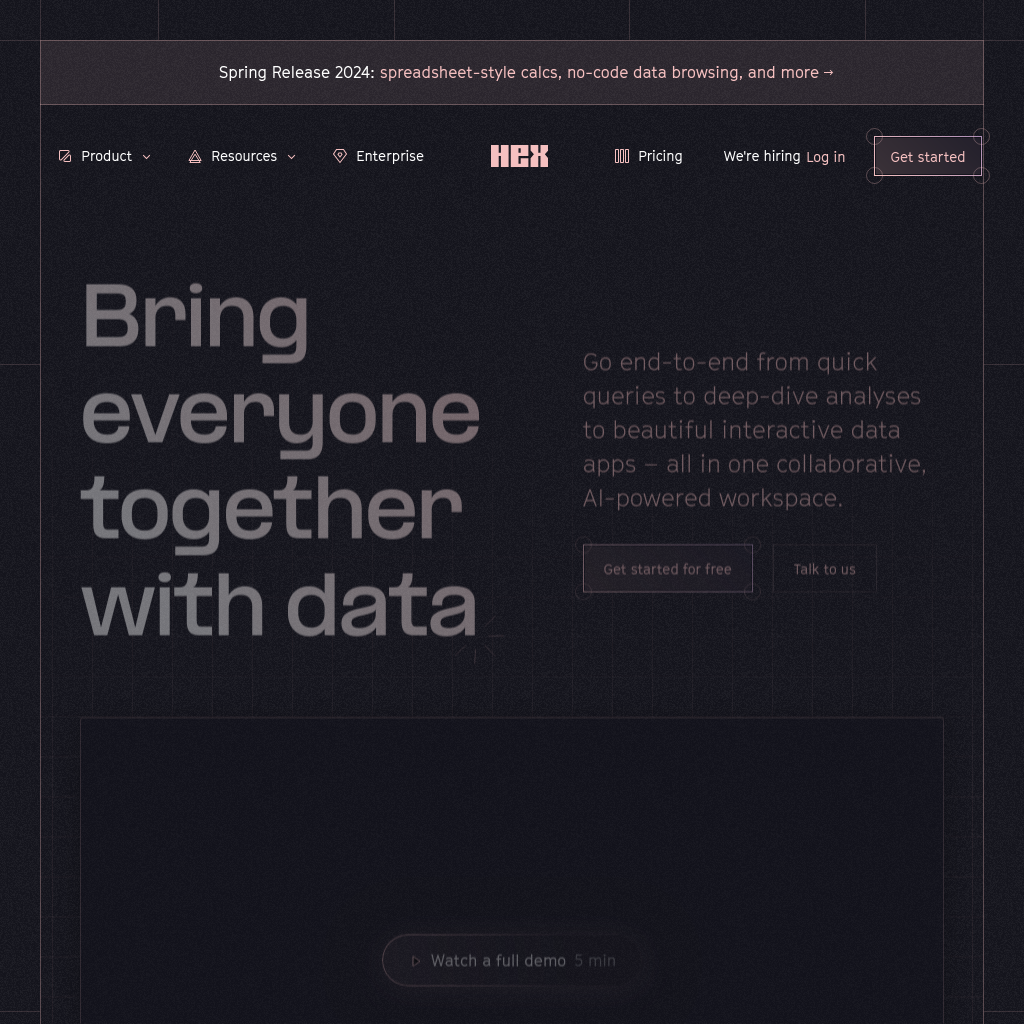 Spring Release 2024: spreadsheet-style calcs, no-code data browsing, and more →
Product
Resources
Enterprise
HEX
Pricing
We're hiring
Log in
Get started
Bring
everyone
together
with data
Go end-to-end from quick
queries to deep-dive analyses
to beautiful interactive data
apps – all in one collaborative,
AI-powered workspace.
Get started for free
Talk to us
Watch a full demo 5 min